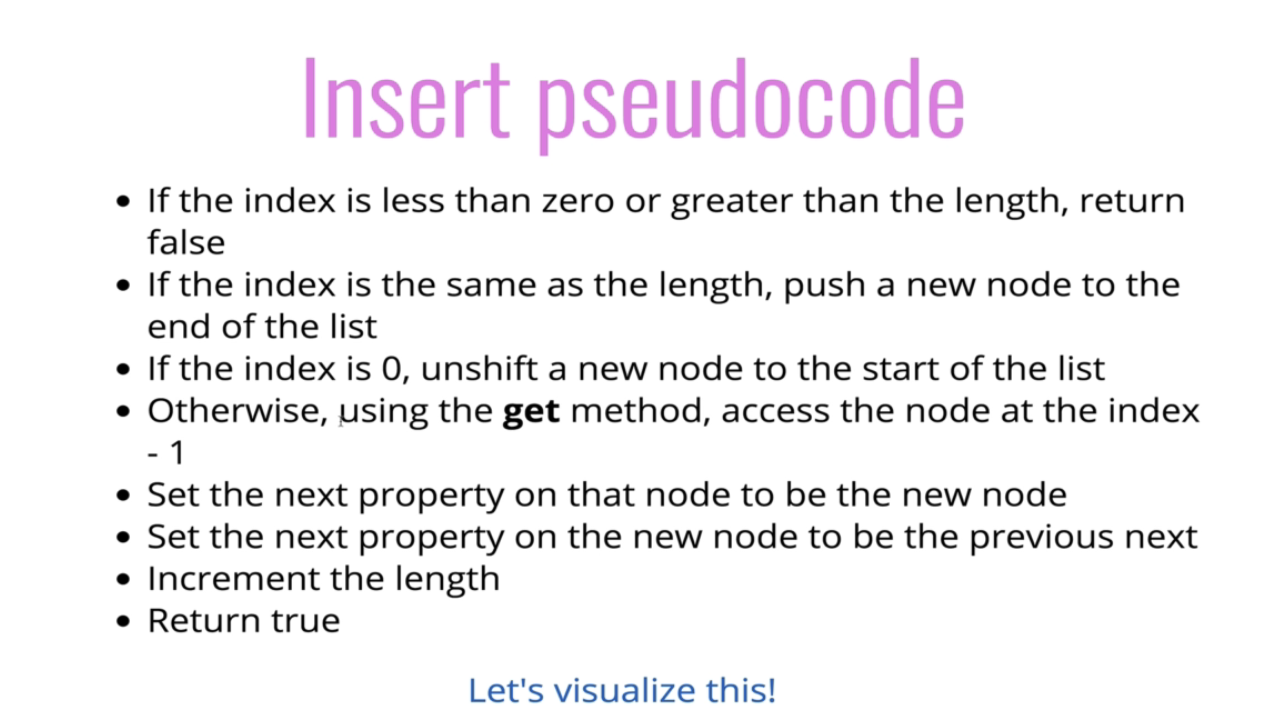 Insert pseudocode
• If the index is less than zero or greater than the length, return
false
• If the index is the same as the length, push a new node to the
end of the list
• If the index is 0, unshift a new node to the start of the list
• Otherwise, using the get method, access the node at the index
- 1
• Set the next property on that node to be the new node
• Set the next property on the new node to be the previous next
• Increment the length
• Return true
Let's visualize this!